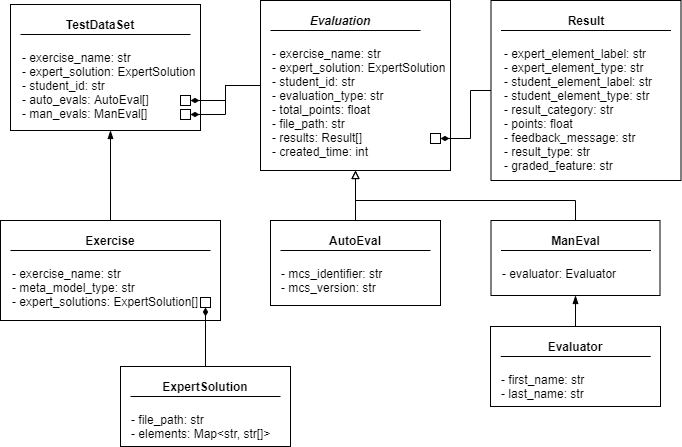 TestDataSet
- exercise_name: str
- expert_solution: ExpertSolution
- student_id: str
- auto_evals: AutoEval[]
- man_evals: ManEval[]
Evaluation
- exercise_name: str
- expert_solution: ExpertSolution
- student_id: str
- evaluation_type: str
- total_points: float
- file_path: str
- results: Result[]
- created_time: int
Result
- expert_element_label: str
- expert_element_type: str
- student_element_label: str
- student_element_type: str
- result_category: str
- points: float
- feedback_message: str
- result_type: str
- graded_feature: str
Exercise
- exercise_name: str
- meta_model_type: str
- expert_solutions: ExpertSolution[]
AutoEval
- mcs_identifier: str
- mcs_version: str
ManEval
- evaluator: Evaluator
Evaluator
- first_name: str
- last_name: str
ExpertSolution
- file_path: str
- elements: Map<str, str[]>